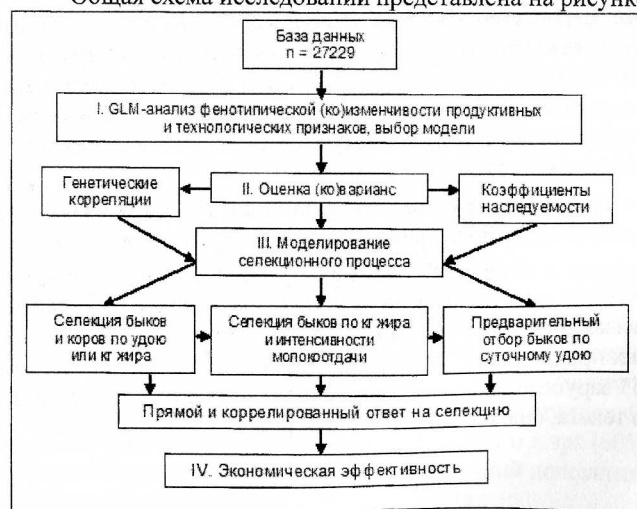 Общая схема исследований представлена на рисунке
База данных
n = 27229
I. GLM-анализ фенотипической (ко)изменчивости продуктивных
и технологических признаков, выбор модели
Генетические
корреляции
II. Оценка (ко)варианс
Коэффициенты
наследуемости
III. Моделирование
селекционного процесса
Селекция быков
и коров по удою
или кг жира
Селекция быков по кг жира
и интенсивности
молокоотдачи
Предварительный
отбор быков по
суточному удою
Прямой и коррелированный ответ на селекцию
IV. Экономическая эффективность